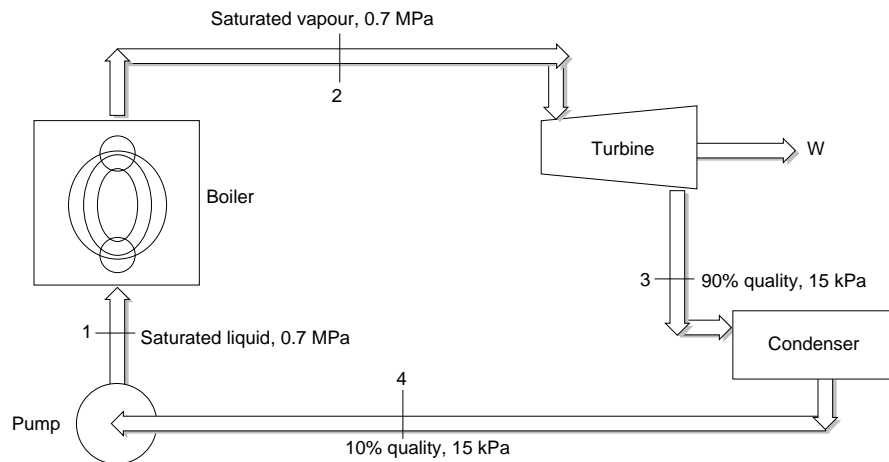 Saturated vapour, 0.7 MPa
2
Turbine
W
Boiler
3
90% quality, 15 kPa
1
Saturated liquid, 0.7 MPa
Condenser
4
Pump
10% quality, 15 kPa